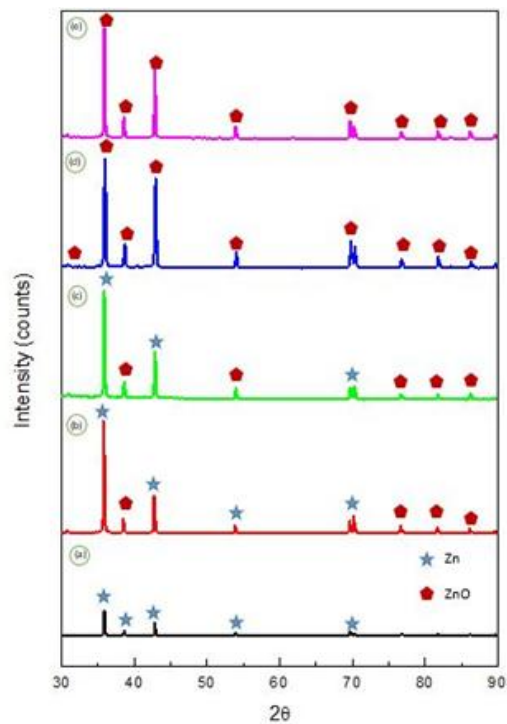 (e)
(d)
(c)
(b)
(a)
Zn
ZnO
Intensity (counts)
30 40 50 60 70 80 90
2θ